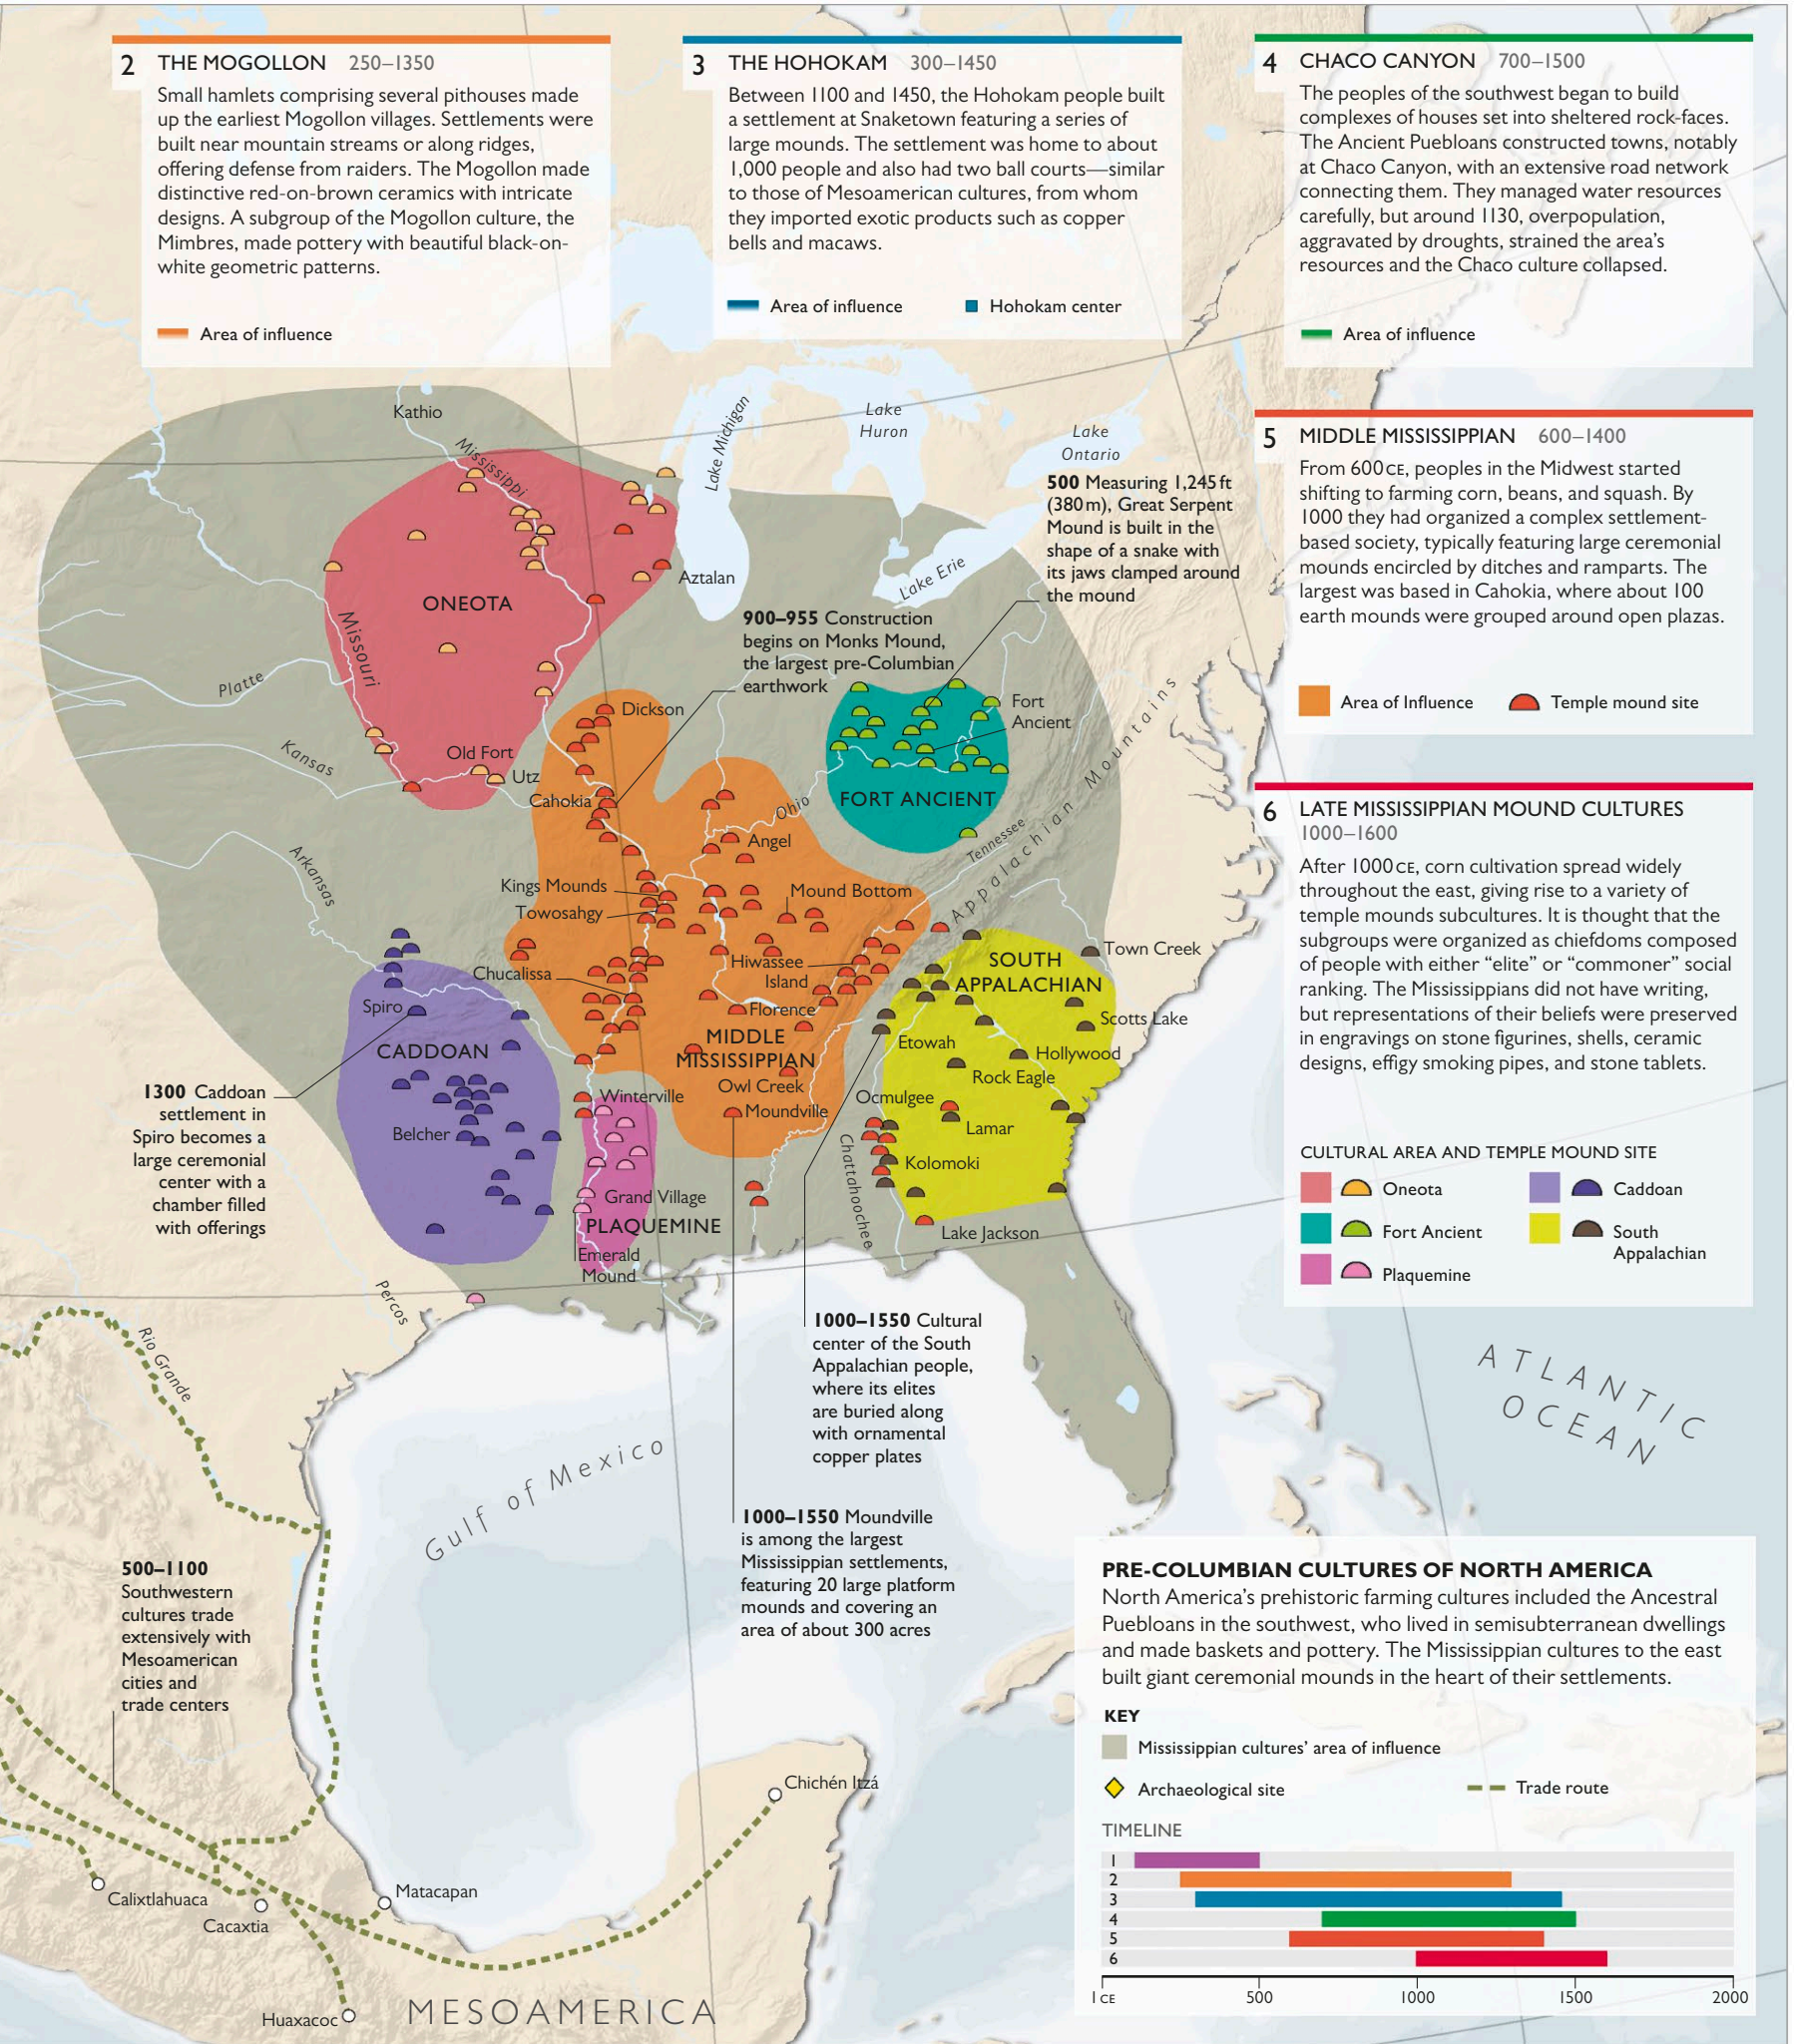 2 THE MOGOLLON 250–1350
Small hamlets comprising several pithouses made
up the earliest Mogollon villages. Settlements were
built near mountain streams or along ridges,
offering defense from raiders. The Mogollon made
distinctive red-on-brown ceramics with intricate
designs. A subgroup of the Mogollon culture, the
Mimbres, made pottery with beautiful black-on-
white geometric patterns.
Area of influence
3 THE HOHOKAM 300–1450
Between 1100 and 1450, the Hohokam people built
a settlement at Snaketown featuring a series of
large mounds. The settlement was home to about
1,000 people and also had two ball courts—similar
to those of Mesoamerican cultures, from whom
they imported exotic products such as copper
bells and macaws.
Area of influence
Hohokam center
4 CHACO CANYON 700–1500
The peoples of the southwest began to build
complexes of houses set into sheltered rock-faces.
The Ancient Puebloans constructed towns, notably
at Chaco Canyon, with an extensive road network
connecting them. They managed water resources
carefully, but around 1130, overpopulation,
aggravated by droughts, strained the area's
resources and the Chaco culture collapsed.
Area of influence
5 MIDDLE MISSISSIPPIAN 600–1400
From 600 CE, peoples in the Midwest started
shifting to farming corn, beans, and squash. By
1000 they had organized a complex settlement-
based society, typically featuring large ceremonial
mounds encircled by ditches and ramparts. The
largest was based in Cahokia, where about 100
earth mounds were grouped around open plazas.
Area of Influence
Temple mound site
6 LATE MISSISSIPPIAN MOUND CULTURES
1000–1600
After 1000 CE, corn cultivation spread widely
throughout the east, giving rise to a variety of
temple mounds subcultures. It is thought that the
subgroups were organized as chiefdoms composed
of people with either “elite” or “commoner” social
ranking. The Mississippians did not have writing,
but representations of their beliefs were preserved
in engravings on stone figurines, shells, ceramic
designs, effigy smoking pipes, and stone tablets.
CULTURAL AREA AND TEMPLE MOUND SITE
Oneota
Caddoan
Fort Ancient
South
Appalachian
Plaquemine
Kathio
Mississippi
Lake Michigan
Lake
Huron
Lake
Ontario
Lake Erie
500 Measuring 1,245 ft
(380 m), Great Serpent
Mound is built in the
shape of a snake with
its jaws clamped around
the mound
Aztalan
ONEOTA
Missouri
Platte
900–955 Construction
begins on Monks Mound,
the largest pre-Columbian
earthwork
Dickson
Fort
Ancient
Kansas
Old Fort
Utz
Cahokia
Ohio
FORT ANCIENT
Angel
Tennessee
Appalachian Mountains
Arkansas
Kings Mounds
Towosahgy
Mound Bottom
Chucalissa
Hiwassee
Island
Town Creek
SOUTH
APPALACHIAN
Spiro
Florence
Scotts Lake
CADDOAN
MIDDLE
MISSISSIPPIAN
Etowah
Hollywood
Rock Eagle
Owl Creek
1300 Caddoan
settlement in
Spiro becomes a
large ceremonial
center with a
chamber filled
with offerings
Winterville
Moundville
Ocmulgee
Belcher
Lamar
Chattahoochee
Kolomoki
Grand Village
PLAQUEMINE
Lake Jackson
Emerald
Mound
Percos
Rio Grande
1000–1550 Cultural
center of the South
Appalachian people,
where its elites
are buried along
with ornamental
copper plates
ATLANTIC
OCEAN
Gulf of Mexico
1000–1550 Moundville
is among the largest
Mississippian settlements,
featuring 20 large platform
mounds and covering an
area of about 300 acres
500–1100
Southwestern
cultures trade
extensively with
Mesoamerican
cities and
trade centers
Chichén Itzá
Calixtlahuaca
Cacaxtia
Matacapan
Huaxacoc
MESOAMERICA
PRE-COLUMBIAN CULTURES OF NORTH AMERICA
North America's prehistoric farming cultures included the Ancestral
Puebloans in the southwest, who lived in semisubterranean dwellings
and made baskets and pottery. The Mississippian cultures to the east
built giant ceremonial mounds in the heart of their settlements.
KEY
Mississippian cultures' area of influence
Archaeological site
Trade route
TIMELINE
1
2
3
4
5
6
1 CE 500 1000 1500 2000